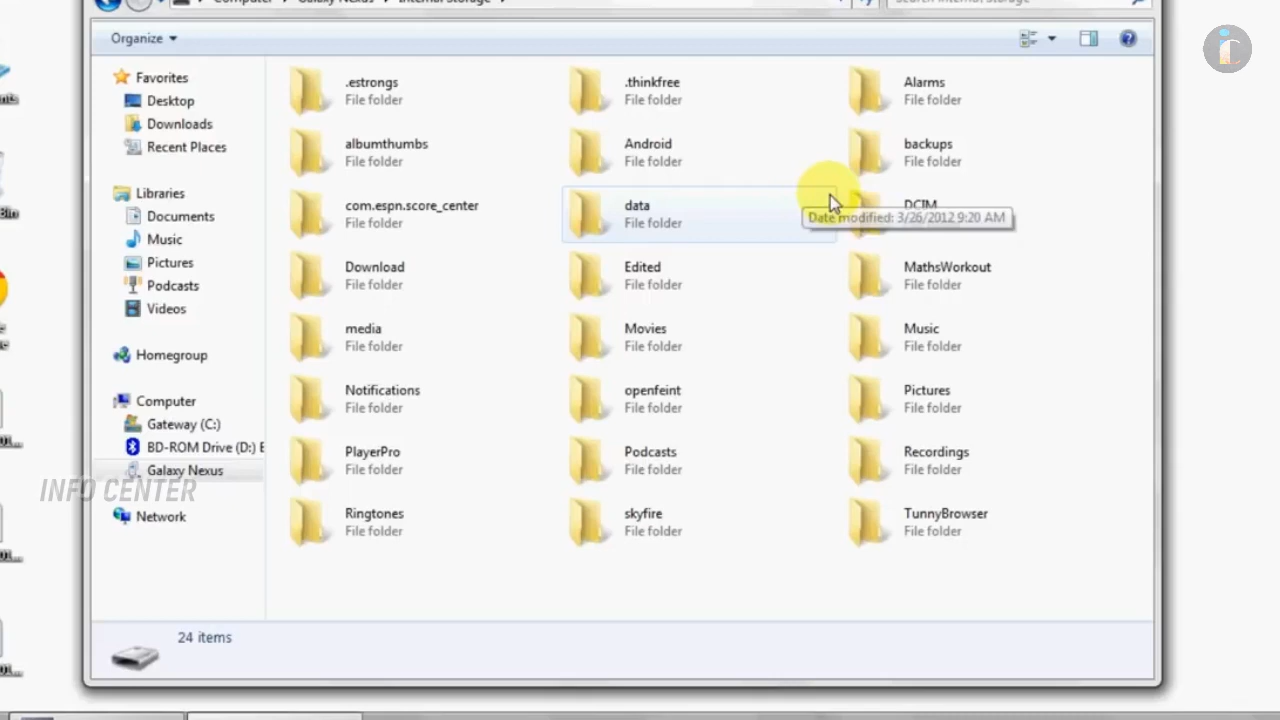 Computer Galaxy Nexus Internal storage
Search Internal storage
Organize
Favorites
Desktop
Downloads
Recent Places
Libraries
Documents
Music
Pictures
Podcasts
Videos
Homegroup
Computer
Gateway (C:)
BD-ROM Drive (D:) E
Galaxy Nexus
Network
.estrongs
File folder
.thinkfree
File folder
Alarms
File folder
albumthumbs
File folder
Android
File folder
backups
File folder
com.espn.score_center
File folder
data
File folder
DCIM
Date modified: 3/26/2012 9:20 AM
Download
File folder
Edited
File folder
MathsWorkout
File folder
media
File folder
Movies
File folder
Music
File folder
Notifications
File folder
openfeint
File folder
Pictures
File folder
PlayerPro
File folder
Podcasts
File folder
Recordings
File folder
Ringtones
File folder
skyfire
File folder
TunnyBrowser
File folder
24 items
INFO CENTER
ic